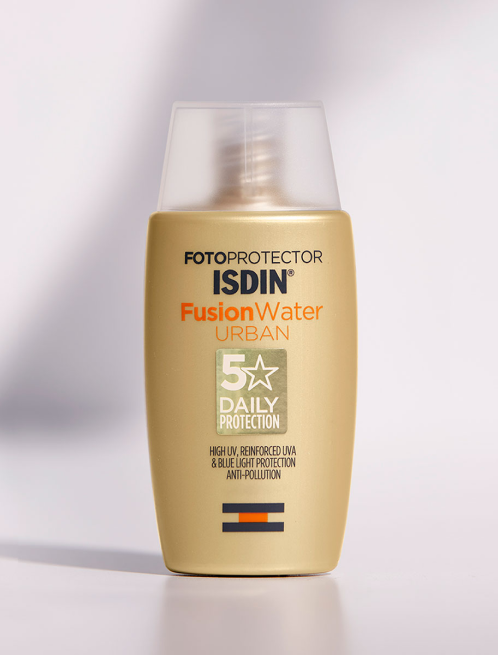 FOTOPROTECTOR
ISDIN®
FusionWater
URBAN
5☆
DAILY
PROTECTION
HIGH UV, REINFORCED UVA
& BLUE LIGHT PROTECTION
ANTI-POLLUTION